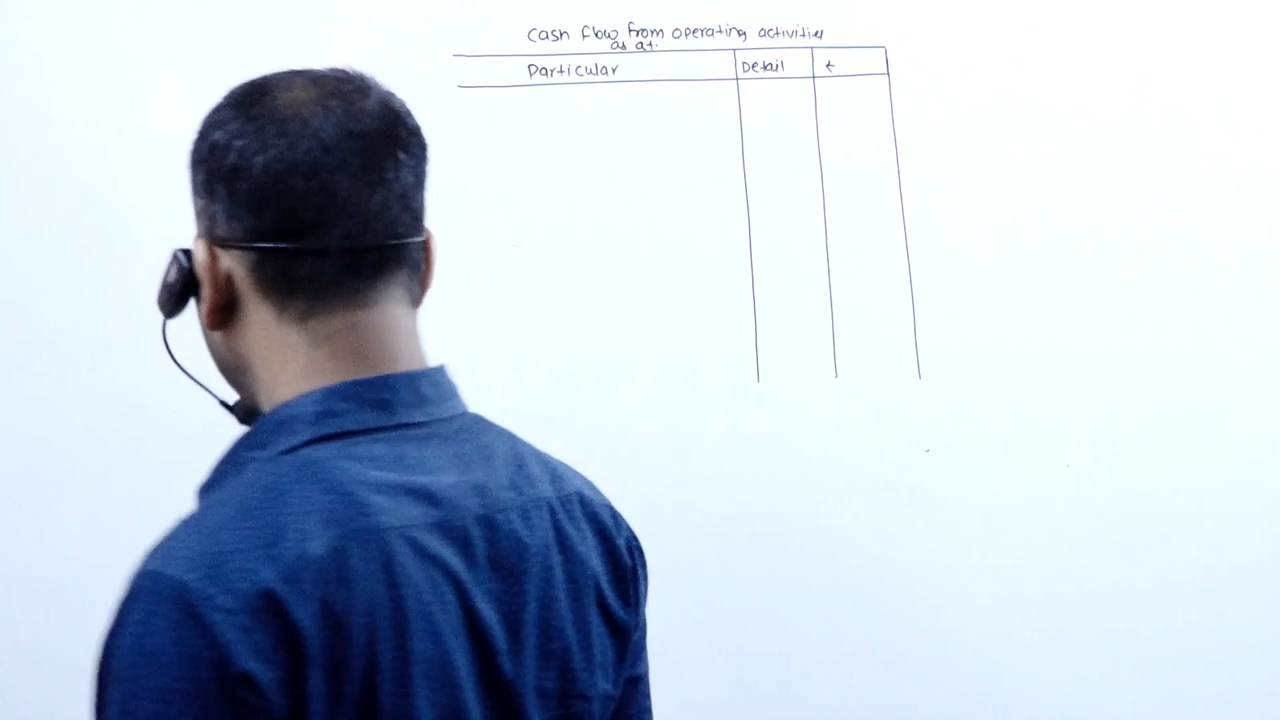 Cash flow from operating activities
as at.
Particular Detail ₹